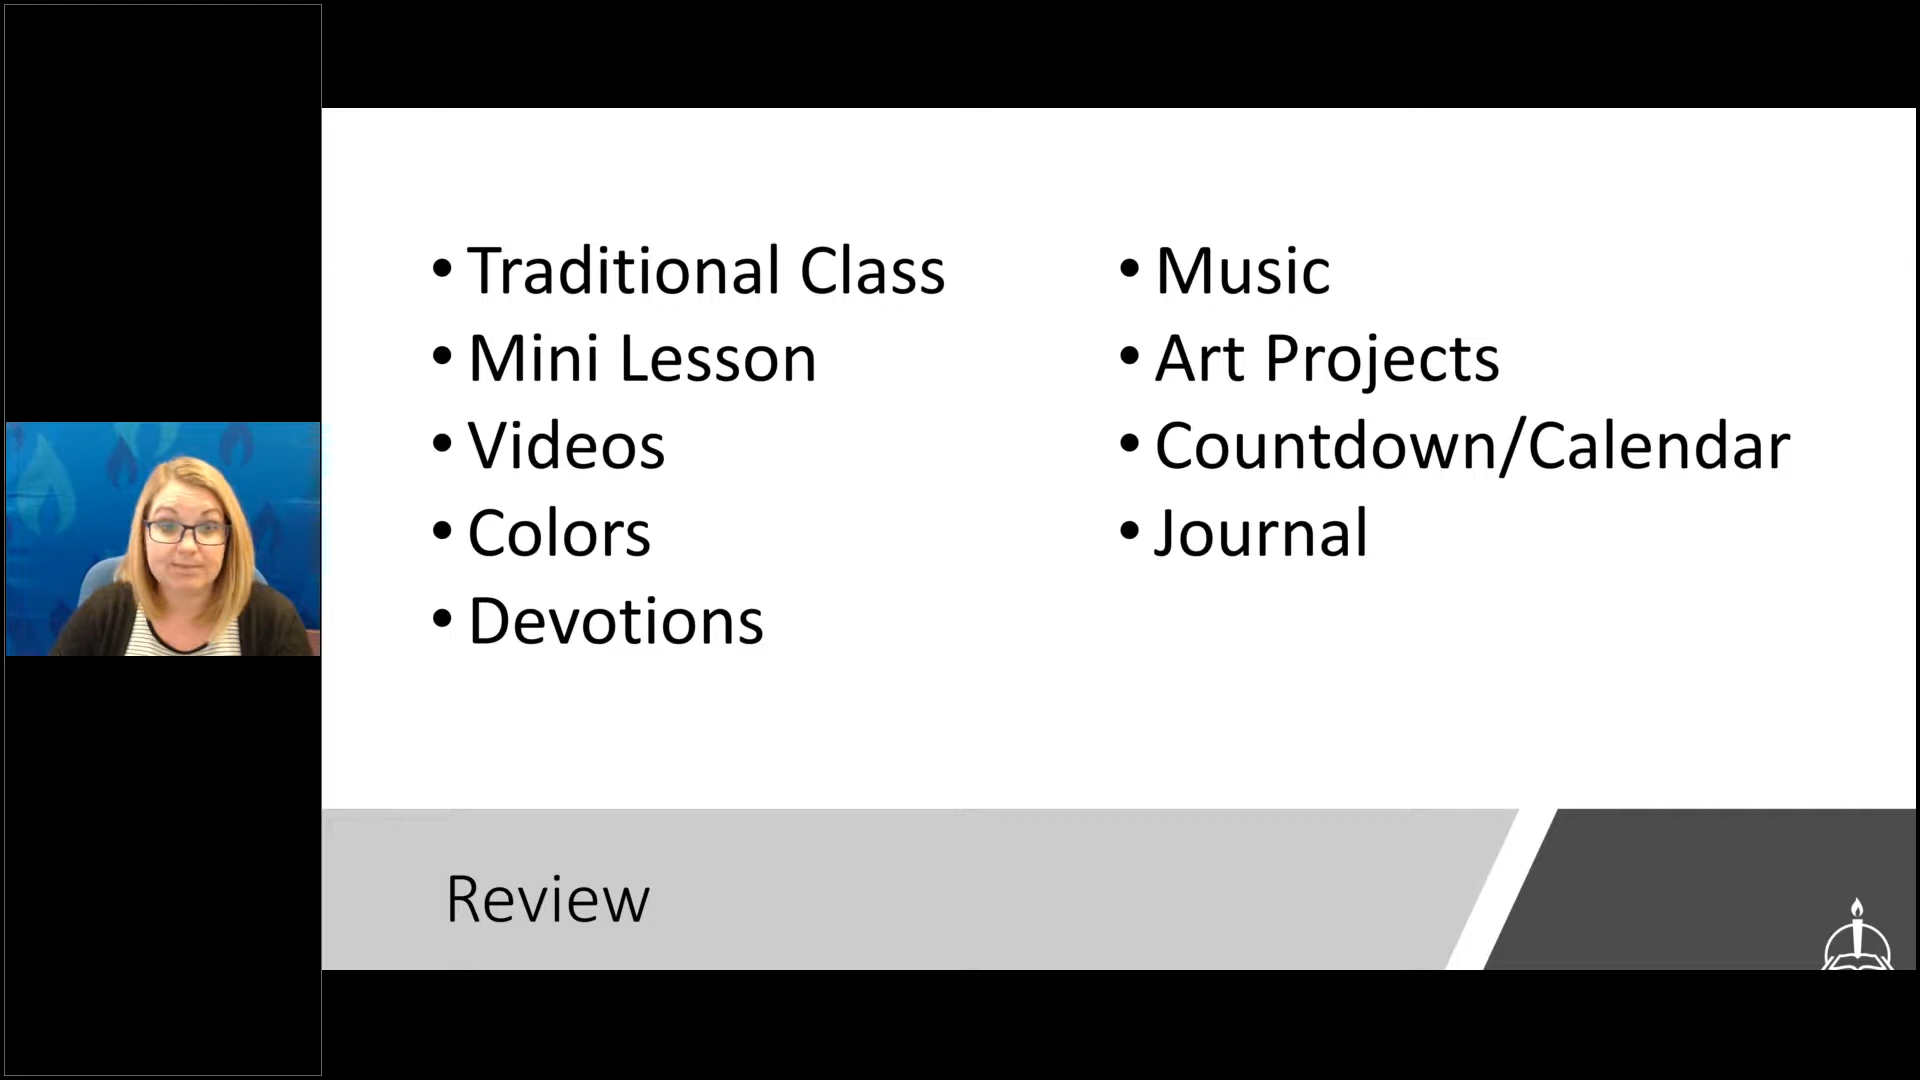 • Traditional Class
• Mini Lesson
• Videos
• Colors
• Devotions
• Music
• Art Projects
• Countdown/Calendar
• Journal
Review